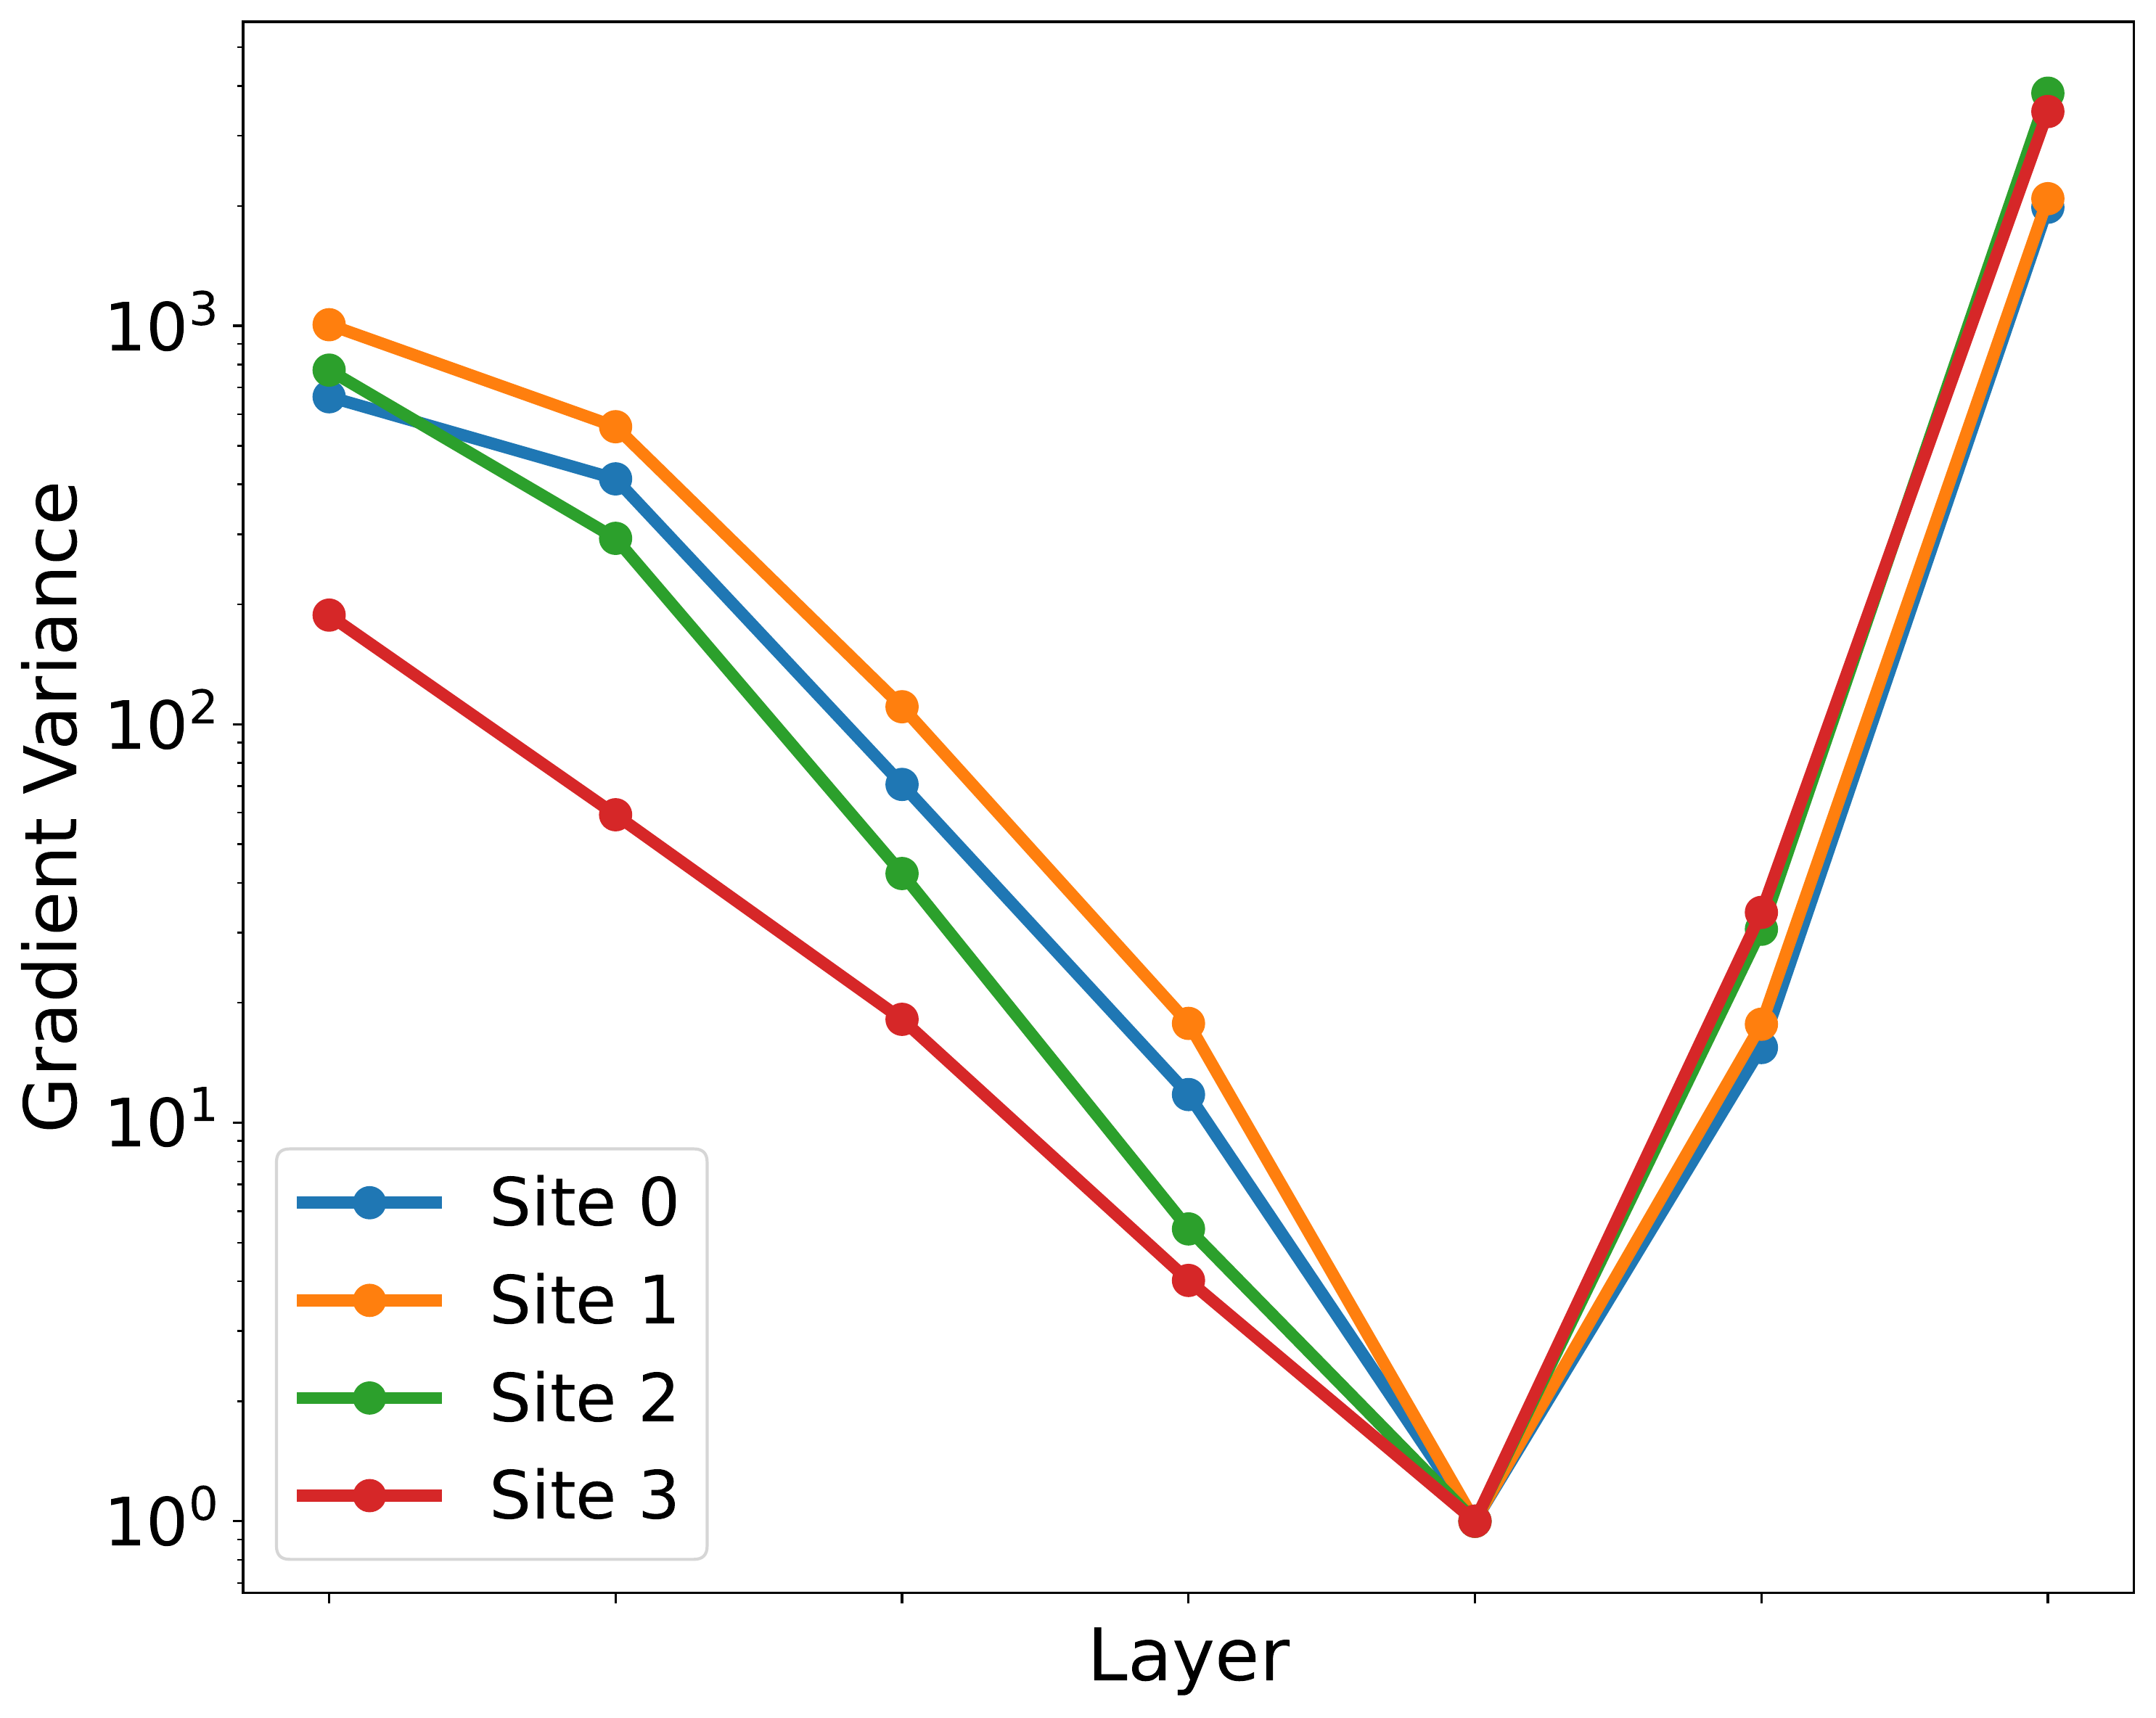 Gradient Variance
10³
10²
10¹
10⁰
Site 0
Site 1
Site 2
Site 3
Layer